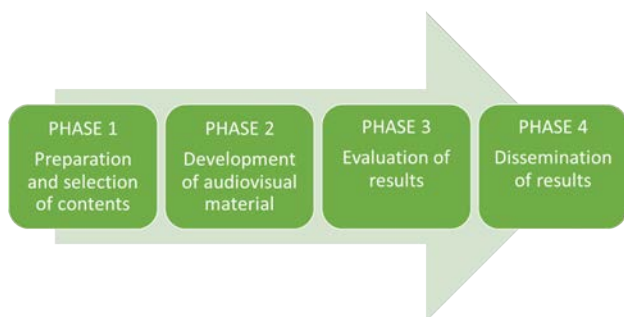 PHASE 1
Preparation
and selection
of contents
PHASE 2
Development
of audiovisual
material
PHASE 3
Evaluation of
results
PHASE 4
Dissemination
of results